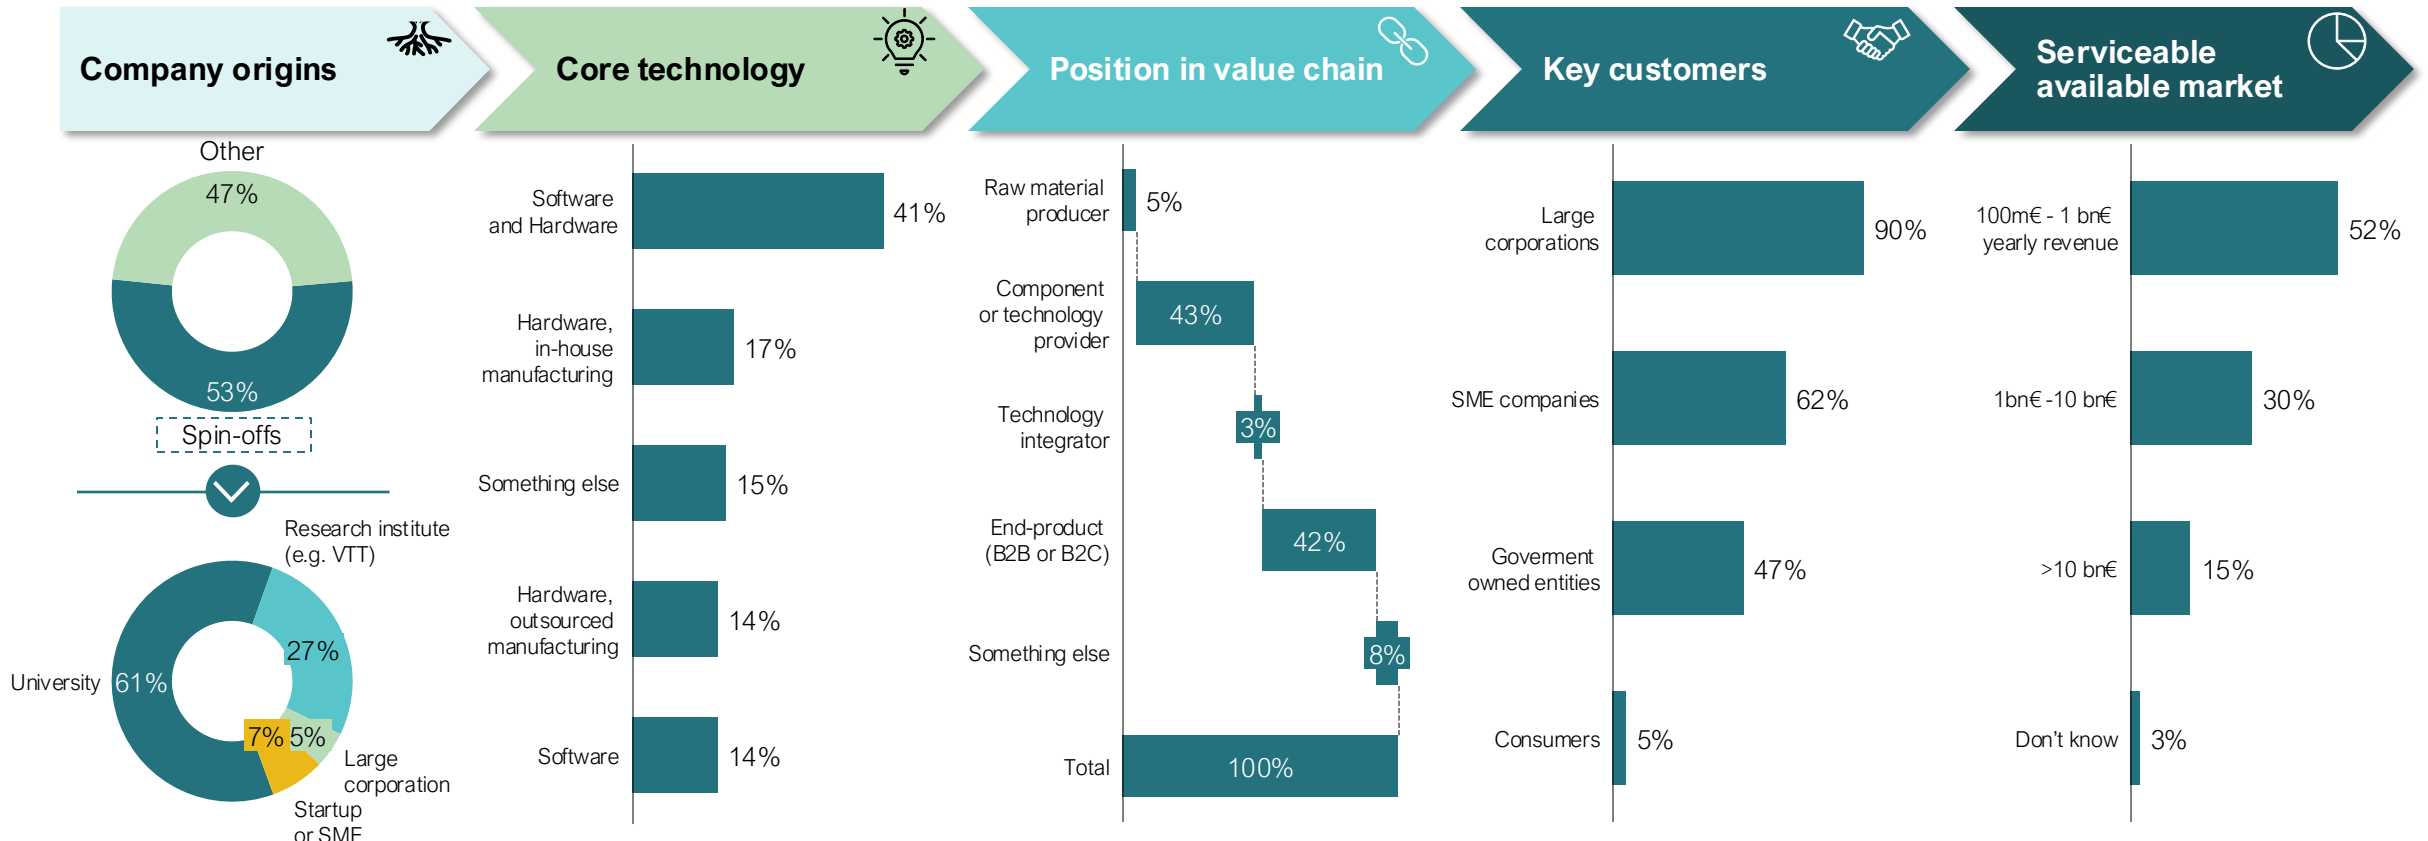 Company origins
Core technology
Position in value chain
Key customers
Serviceable
available market
Other
47%
53%
Spin-offs
Research institute
(e.g. VTT)
27%
University
61%
7%
5%
Large
corporation
Startup
or SME
Software
and Hardware
41%
Hardware,
in-house
manufacturing
17%
Something else
15%
Hardware,
outsourced
manufacturing
14%
Software
14%
Raw material
producer
5%
Component
or technology
provider
43%
Technology
integrator
3%
End-product
(B2B or B2C)
42%
Something else
8%
Total
100%
Large
corporations
90%
SME companies
62%
Goverment
owned entities
47%
Consumers
5%
100m€ - 1 bn€
yearly revenue
52%
1bn€ -10 bn€
30%
>10 bn€
15%
Don't know
3%